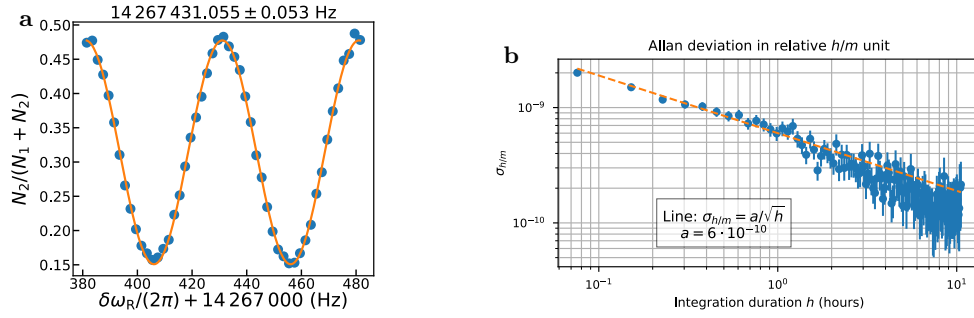 a
14 267 431.055 ± 0.053 Hz
0.50
0.45
0.40
0.35
0.30
0.25
0.20
0.15
N₂/(N₁ + N₂)
380 400 420 440 460 480
δω_R/(2π) + 14 267 000 (Hz)
b
Allan deviation in relative h/m unit
10⁻⁹
10⁻¹⁰
σ_h/m
Line: σ_h/m = a/√h
a = 6 · 10⁻¹⁰
10⁻¹ 10⁰ 10¹
Integration duration h (hours)